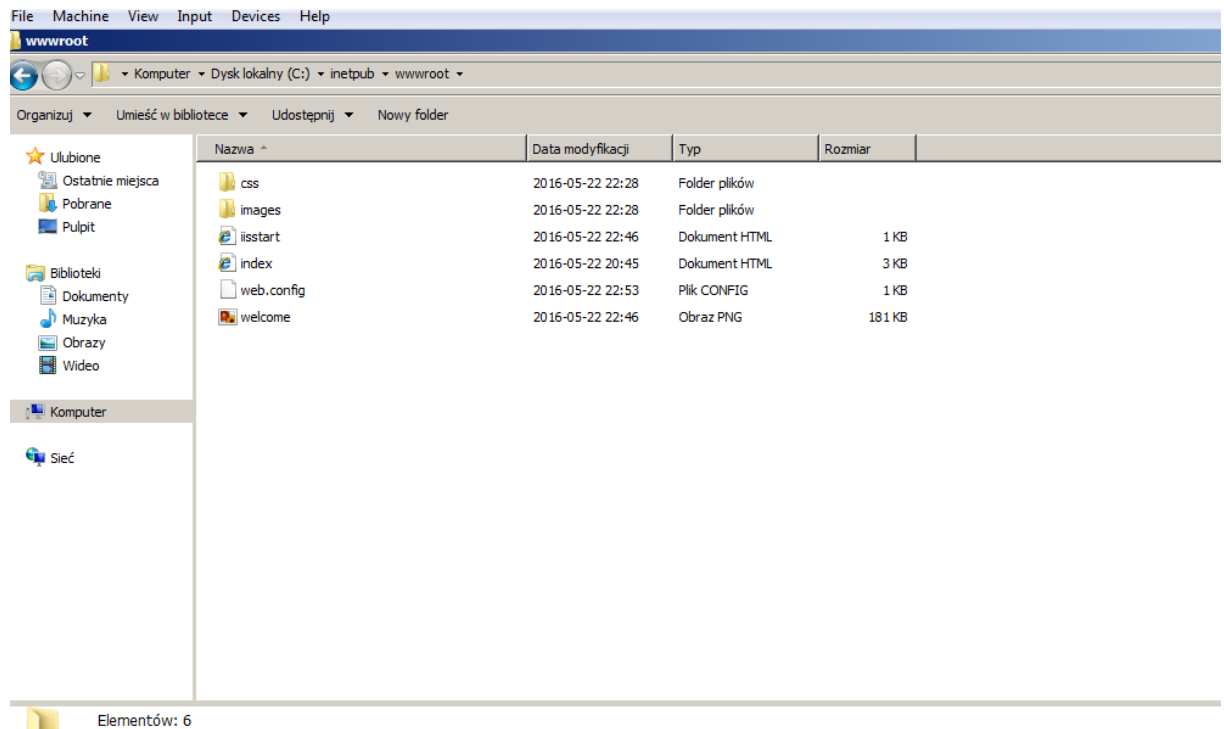 File Machine View Input Devices Help
wwwroot
Komputer Dysk lokalny (C:) inetpub wwwroot
Organizuj Umieść w bibliotece Udostępnij Nowy folder
Ulubione
Ostatnie miejsca
Pobrane
Pulpit
Biblioteki
Dokumenty
Muzyka
Obrazy
Wideo
Komputer
Sieć
Nazwa Data modyfikacji Typ Rozmiar
css 2016-05-22 22:28 Folder plików
images 2016-05-22 22:28 Folder plików
iisstart 2016-05-22 22:46 Dokument HTML 1 KB
index 2016-05-22 20:45 Dokument HTML 3 KB
web.config 2016-05-22 22:53 Plik CONFIG 1 KB
welcome 2016-05-22 22:46 Obraz PNG 181 KB
Elementów: 6